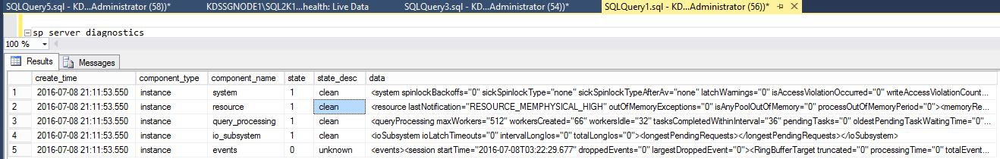 SQLQuery5.sql - KD...Administrator (58))* KDSSGNODE1\SQL2K1...health: Live Data SQLQuery3.sql - KD...Administrator (54))* SQLQuery1.sql - KD...Administrator (56))*
sp server diagnostics
100 %
Results Messages
create_time component_type component_name state state_desc data
1 2016-07-08 21:11:53.550 instance system 1 clean <system spinlockBackoffs="0" sickSpinlockType="none" sickSpinlockTypeAfterAv="none" latchWarnings="0" isAccessViolationOccurred="0" writeAccessViolationCount...
2 2016-07-08 21:11:53.550 instance resource 1 clean <resource lastNotification="RESOURCE_MEMPHYSICAL_HIGH" outOfMemoryExceptions="0" isAnyPoolOutOfMemory="0" processOutOfMemoryPeriod="0"><memoryRe...
3 2016-07-08 21:11:53.550 instance query_processing 1 clean <queryProcessing maxWorkers="512" workersCreated="66" workersIdle="32" tasksCompletedWithinInterval="36" pendingTasks="0" oldestPendingTaskWaitingTime="0"...
4 2016-07-08 21:11:53.550 instance io_subsystem 1 clean <ioSubsystem ioLatchTimeouts="0" intervalLongIos="0" totalLongIos="0"><longestPendingRequests></longestPendingRequests></ioSubsystem>
5 2016-07-08 21:11:53.550 instance events 0 unknown <events><session startTime="2016-07-08T03:22:29.677" droppedEvents="0" largestDroppedEvent="0"><RingBufferTarget truncated="0" processingTime="0" totalEvent...